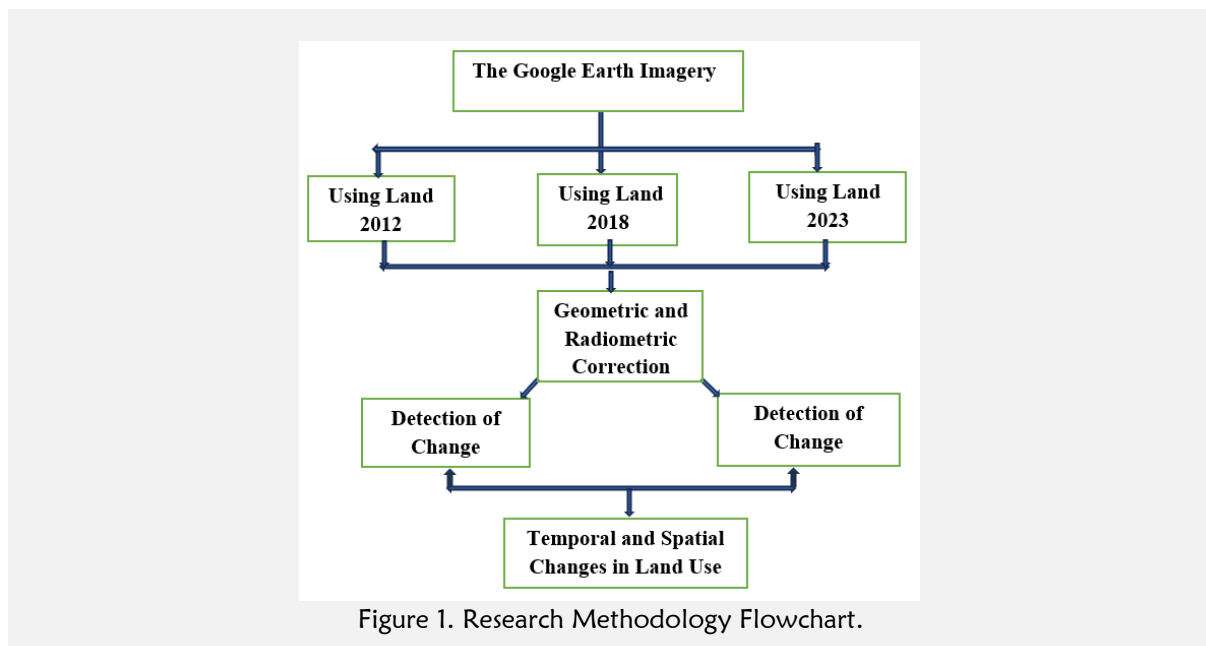 The Google Earth Imagery
Using Land
2012
Using Land
2018
Using Land
2023
Geometric and
Radiometric
Correction
Detection of
Change
Detection of
Change
Temporal and Spatial
Changes in Land Use
Figure 1. Research Methodology Flowchart.